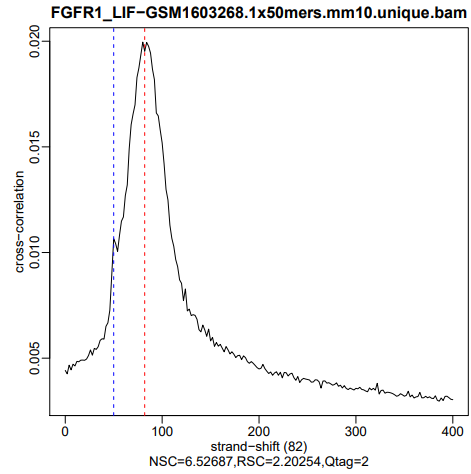 FGFR1_LIF−GSM1603268.1x50mers.mm10.unique.bam
0.020
0.015
0.010
0.005
cross−correlation
0 100 200 300 400
strand−shift (82)
NSC=6.52687,RSC=2.20254,Qtag=2